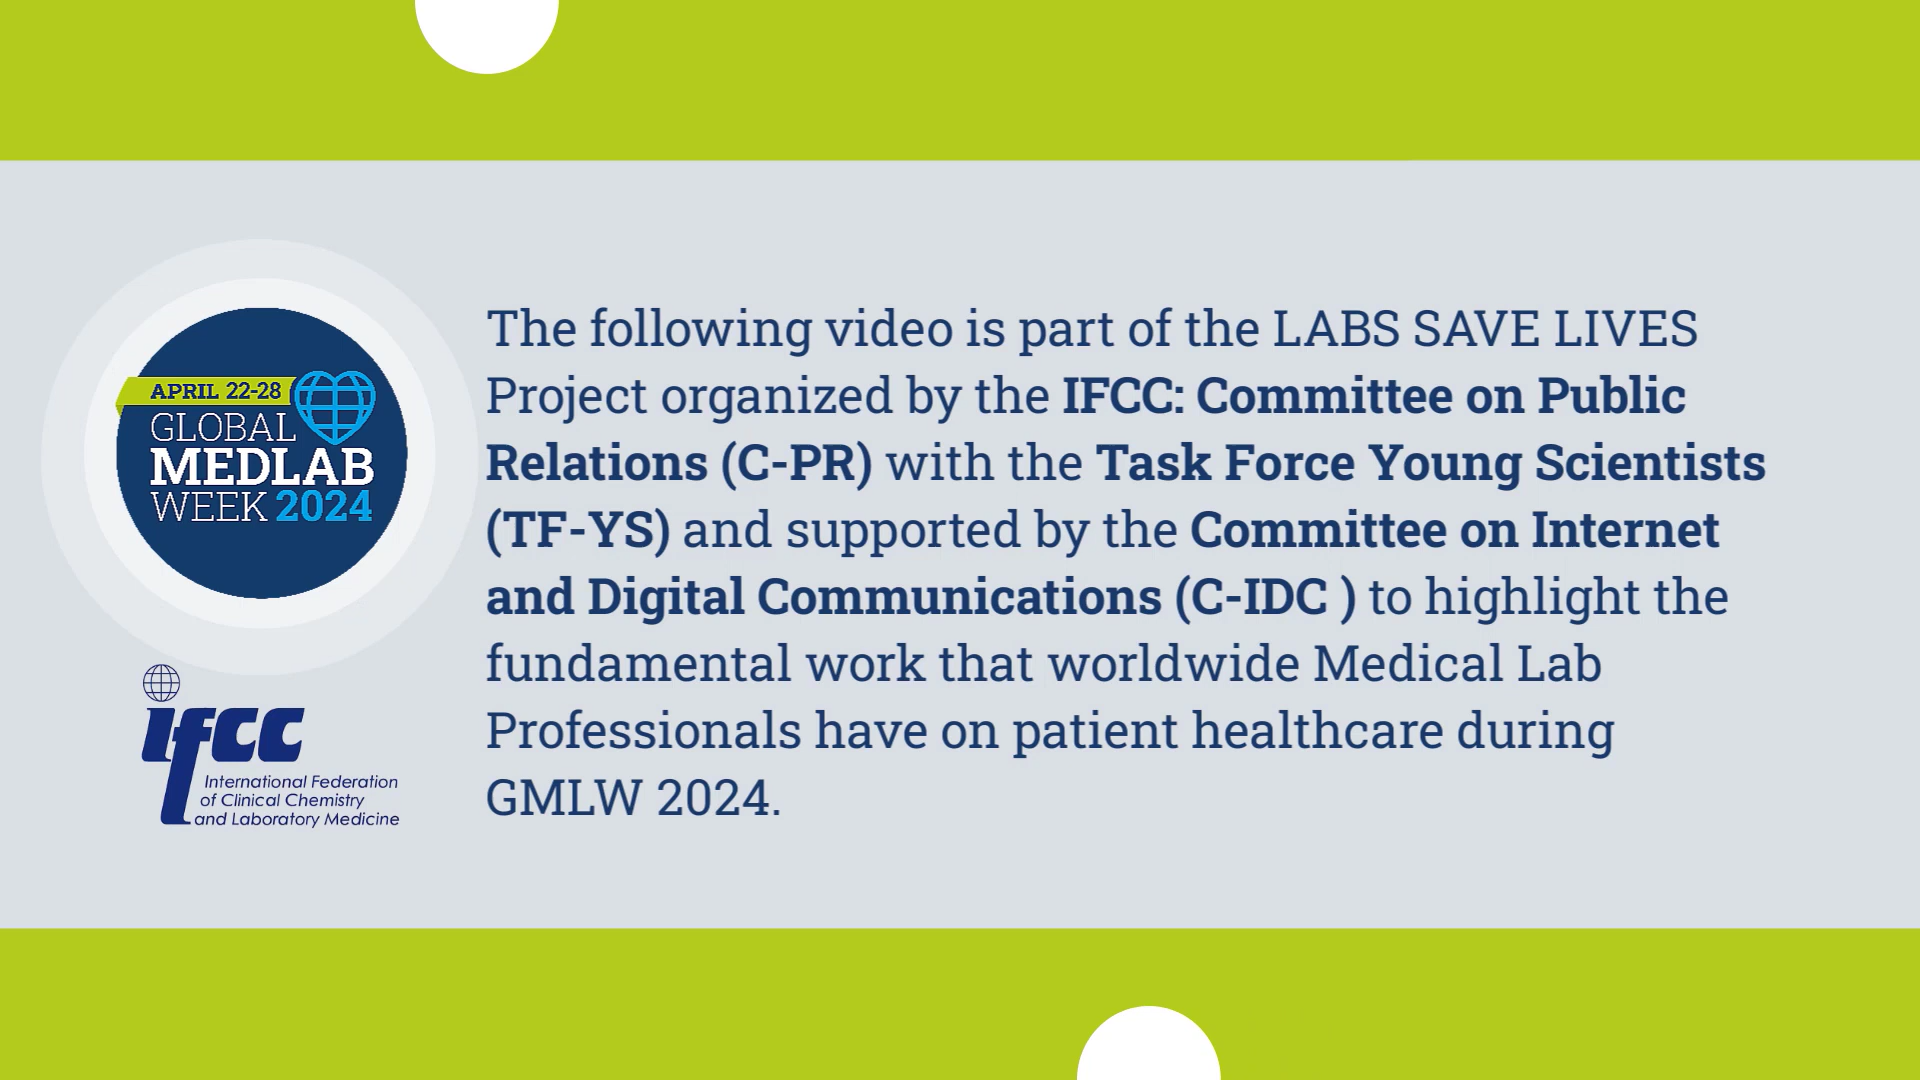 APRIL 22-28
GLOBAL
MEDLAB
WEEK 2024
ifcc
International Federation
of Clinical Chemistry
and Laboratory Medicine
The following video is part of the LABS SAVE LIVES
Project organized by the IFCC: Committee on Public
Relations (C-PR) with the Task Force Young Scientists
(TF-YS) and supported by the Committee on Internet
and Digital Communications (C-IDC ) to highlight the
fundamental work that worldwide Medical Lab
Professionals have on patient healthcare during
GMLW 2024.